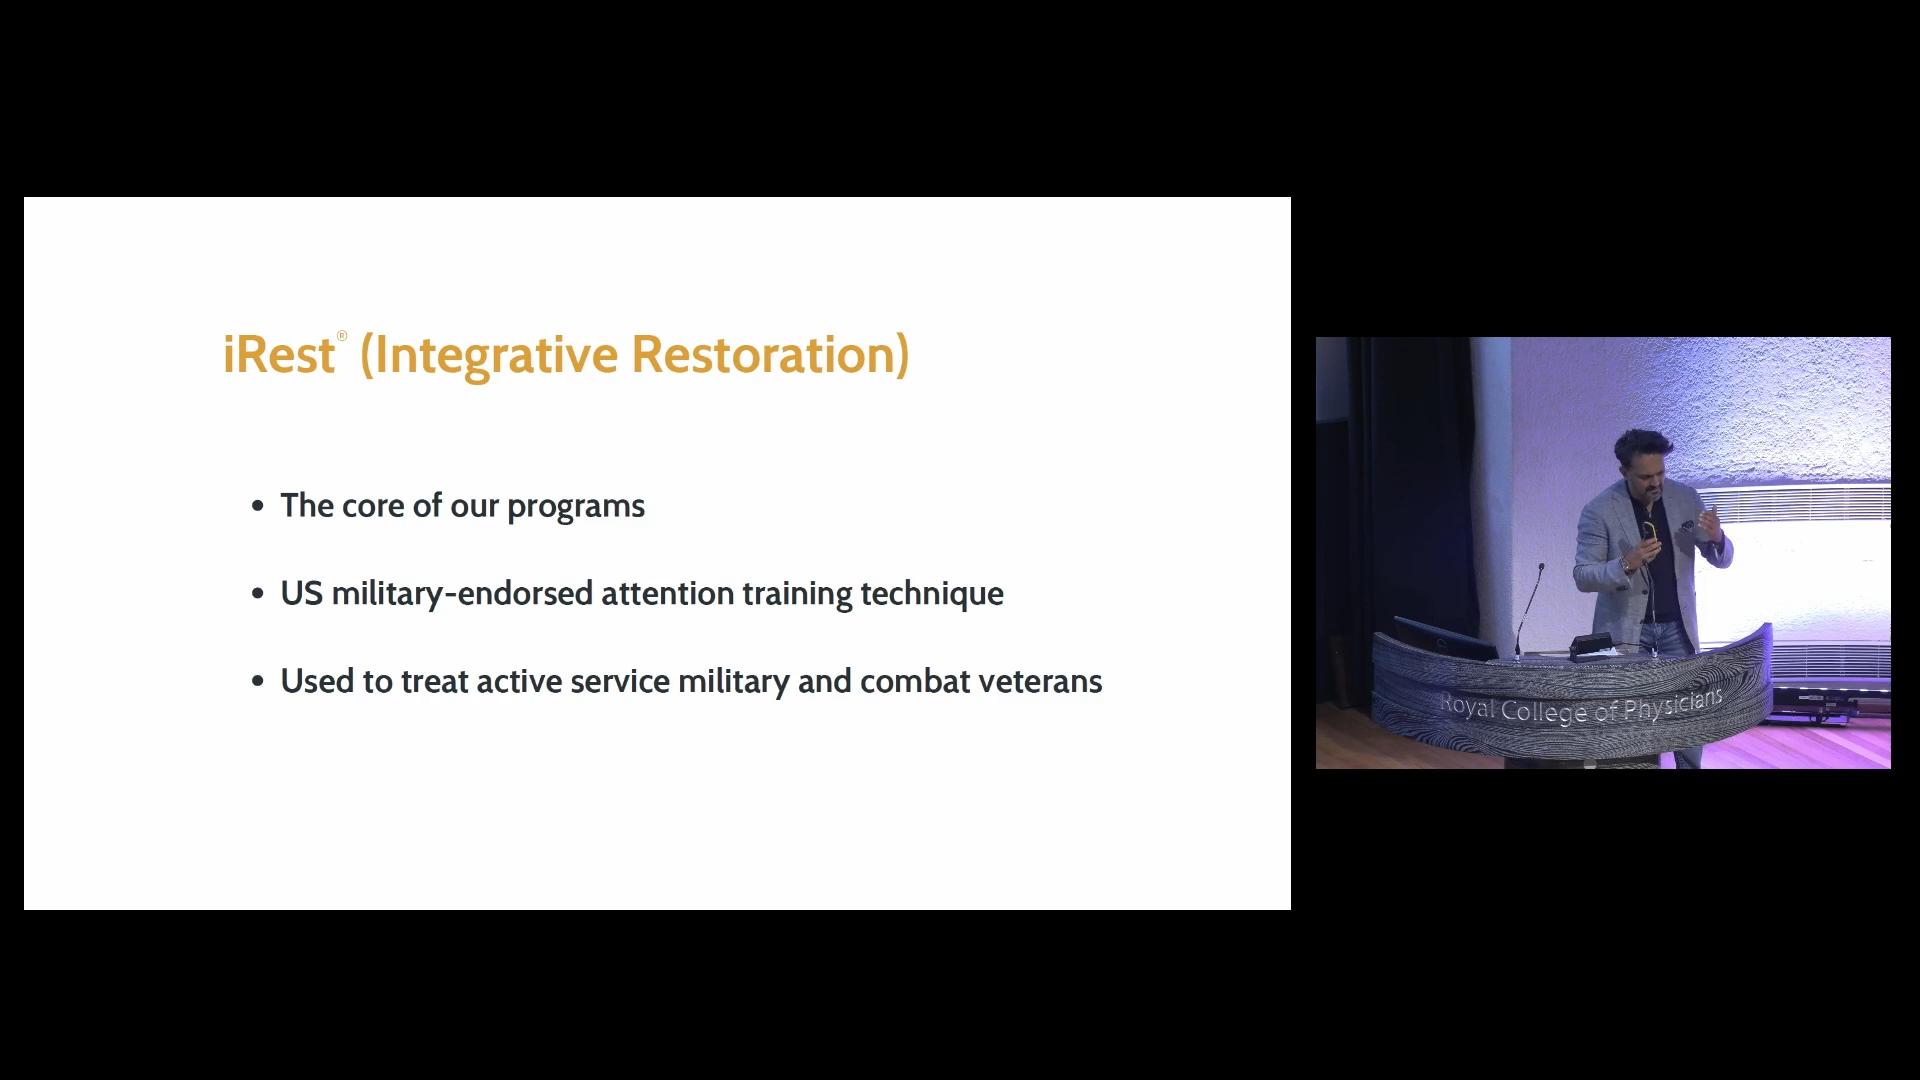 iRest® (Integrative Restoration)
• The core of our programs
• US military-endorsed attention training technique
• Used to treat active service military and combat veterans
Royal College of Physicians